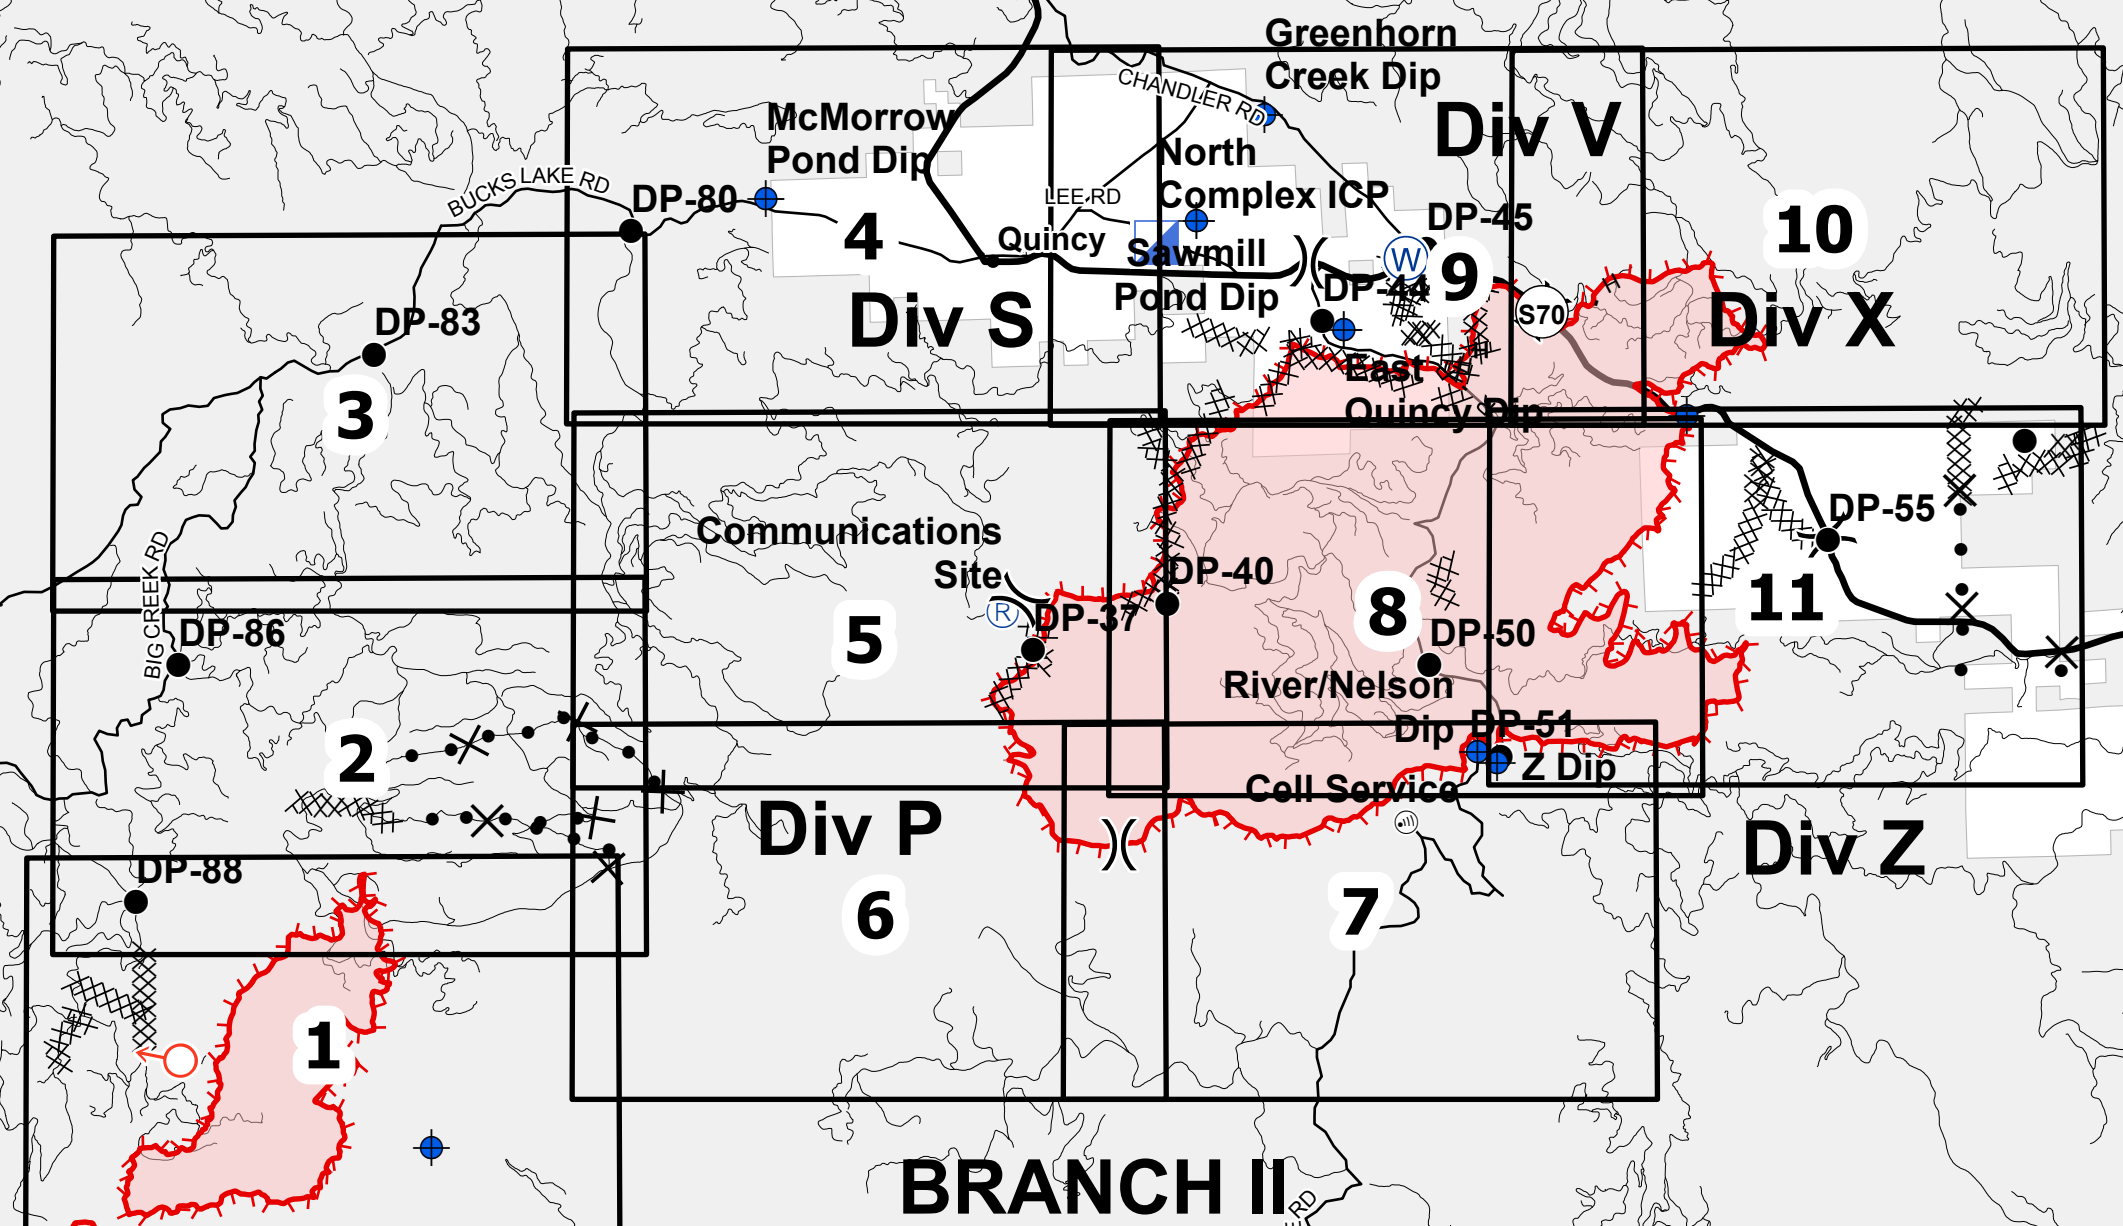 Greenhorn
Creek Dip
CHANDLER RD
Div V
McMorrow
Pond Dip
North
Complex ICP
BUCKS LAKE RD
DP-80
LEE RD
DP-45
4
Quincy
Sawmill
Pond Dip
W
9
10
DP-44
Div S
S70
Div X
DP-83
3
East
Quincy Dip
Communications
Site
R
DP-40
DP-55
BIG CREEK RD
DP-86
DP-37
5
8
11
DP-50
River/Nelson
Dip
DP-51
Z Dip
2
Cell Service
Div P
Div Z
DP-88
6
7
1
BRANCH II
E RD